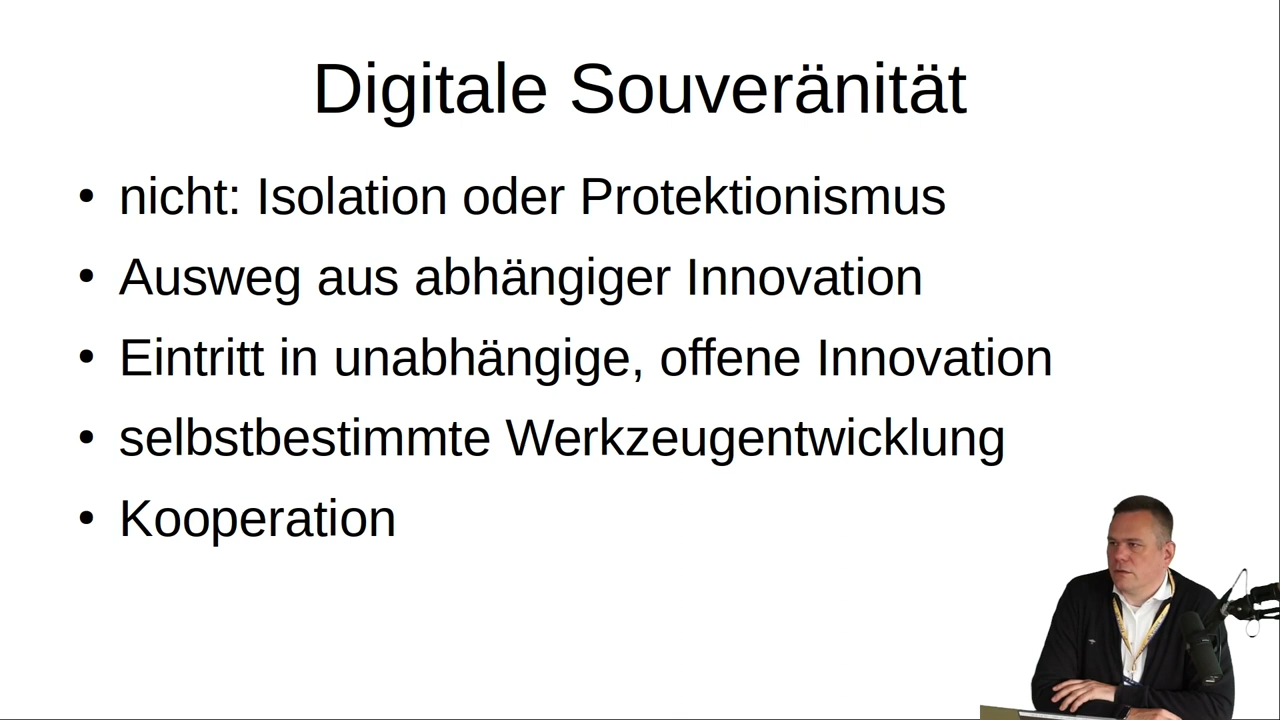 Digitale Souveränität
• nicht: Isolation oder Protektionismus
• Ausweg aus abhängiger Innovation
• Eintritt in unabhängige, offene Innovation
• selbstbestimmte Werkzeugentwicklung
• Kooperation